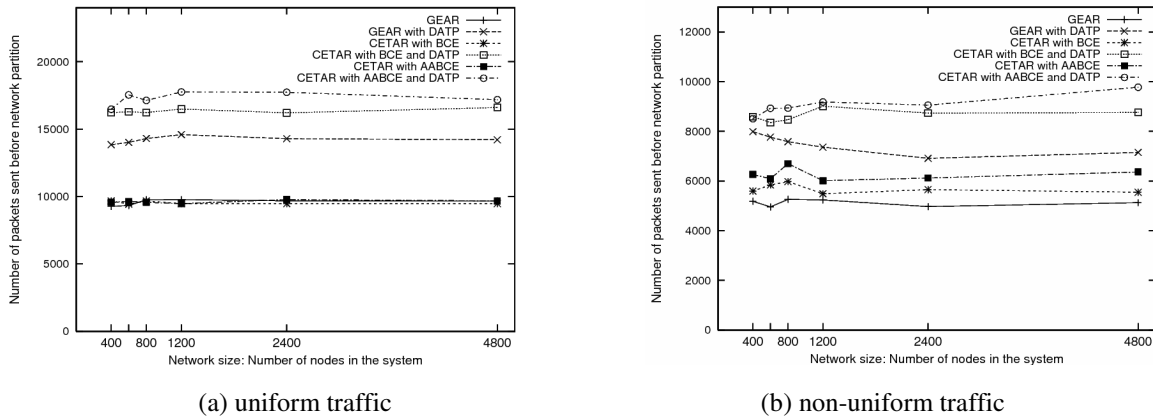 Number of packets sent before network partition
20000
15000
10000
5000
0
GEAR
GEAR with DATP
CETAR with BCE
CETAR with BCE and DATP
CETAR with AABCE
CETAR with AABCE and DATP
400 800 1200 2400 4800
Network size: Number of nodes in the system
(a) uniform traffic
Number of packets sent before network partition
12000
10000
8000
6000
4000
2000
0
GEAR
GEAR with DATP
CETAR with BCE
CETAR with BCE and DATP
CETAR with AABCE
CETAR with AABCE and DATP
400 800 1200 2400 4800
Network size: Number of nodes in the system
(b) non-uniform traffic